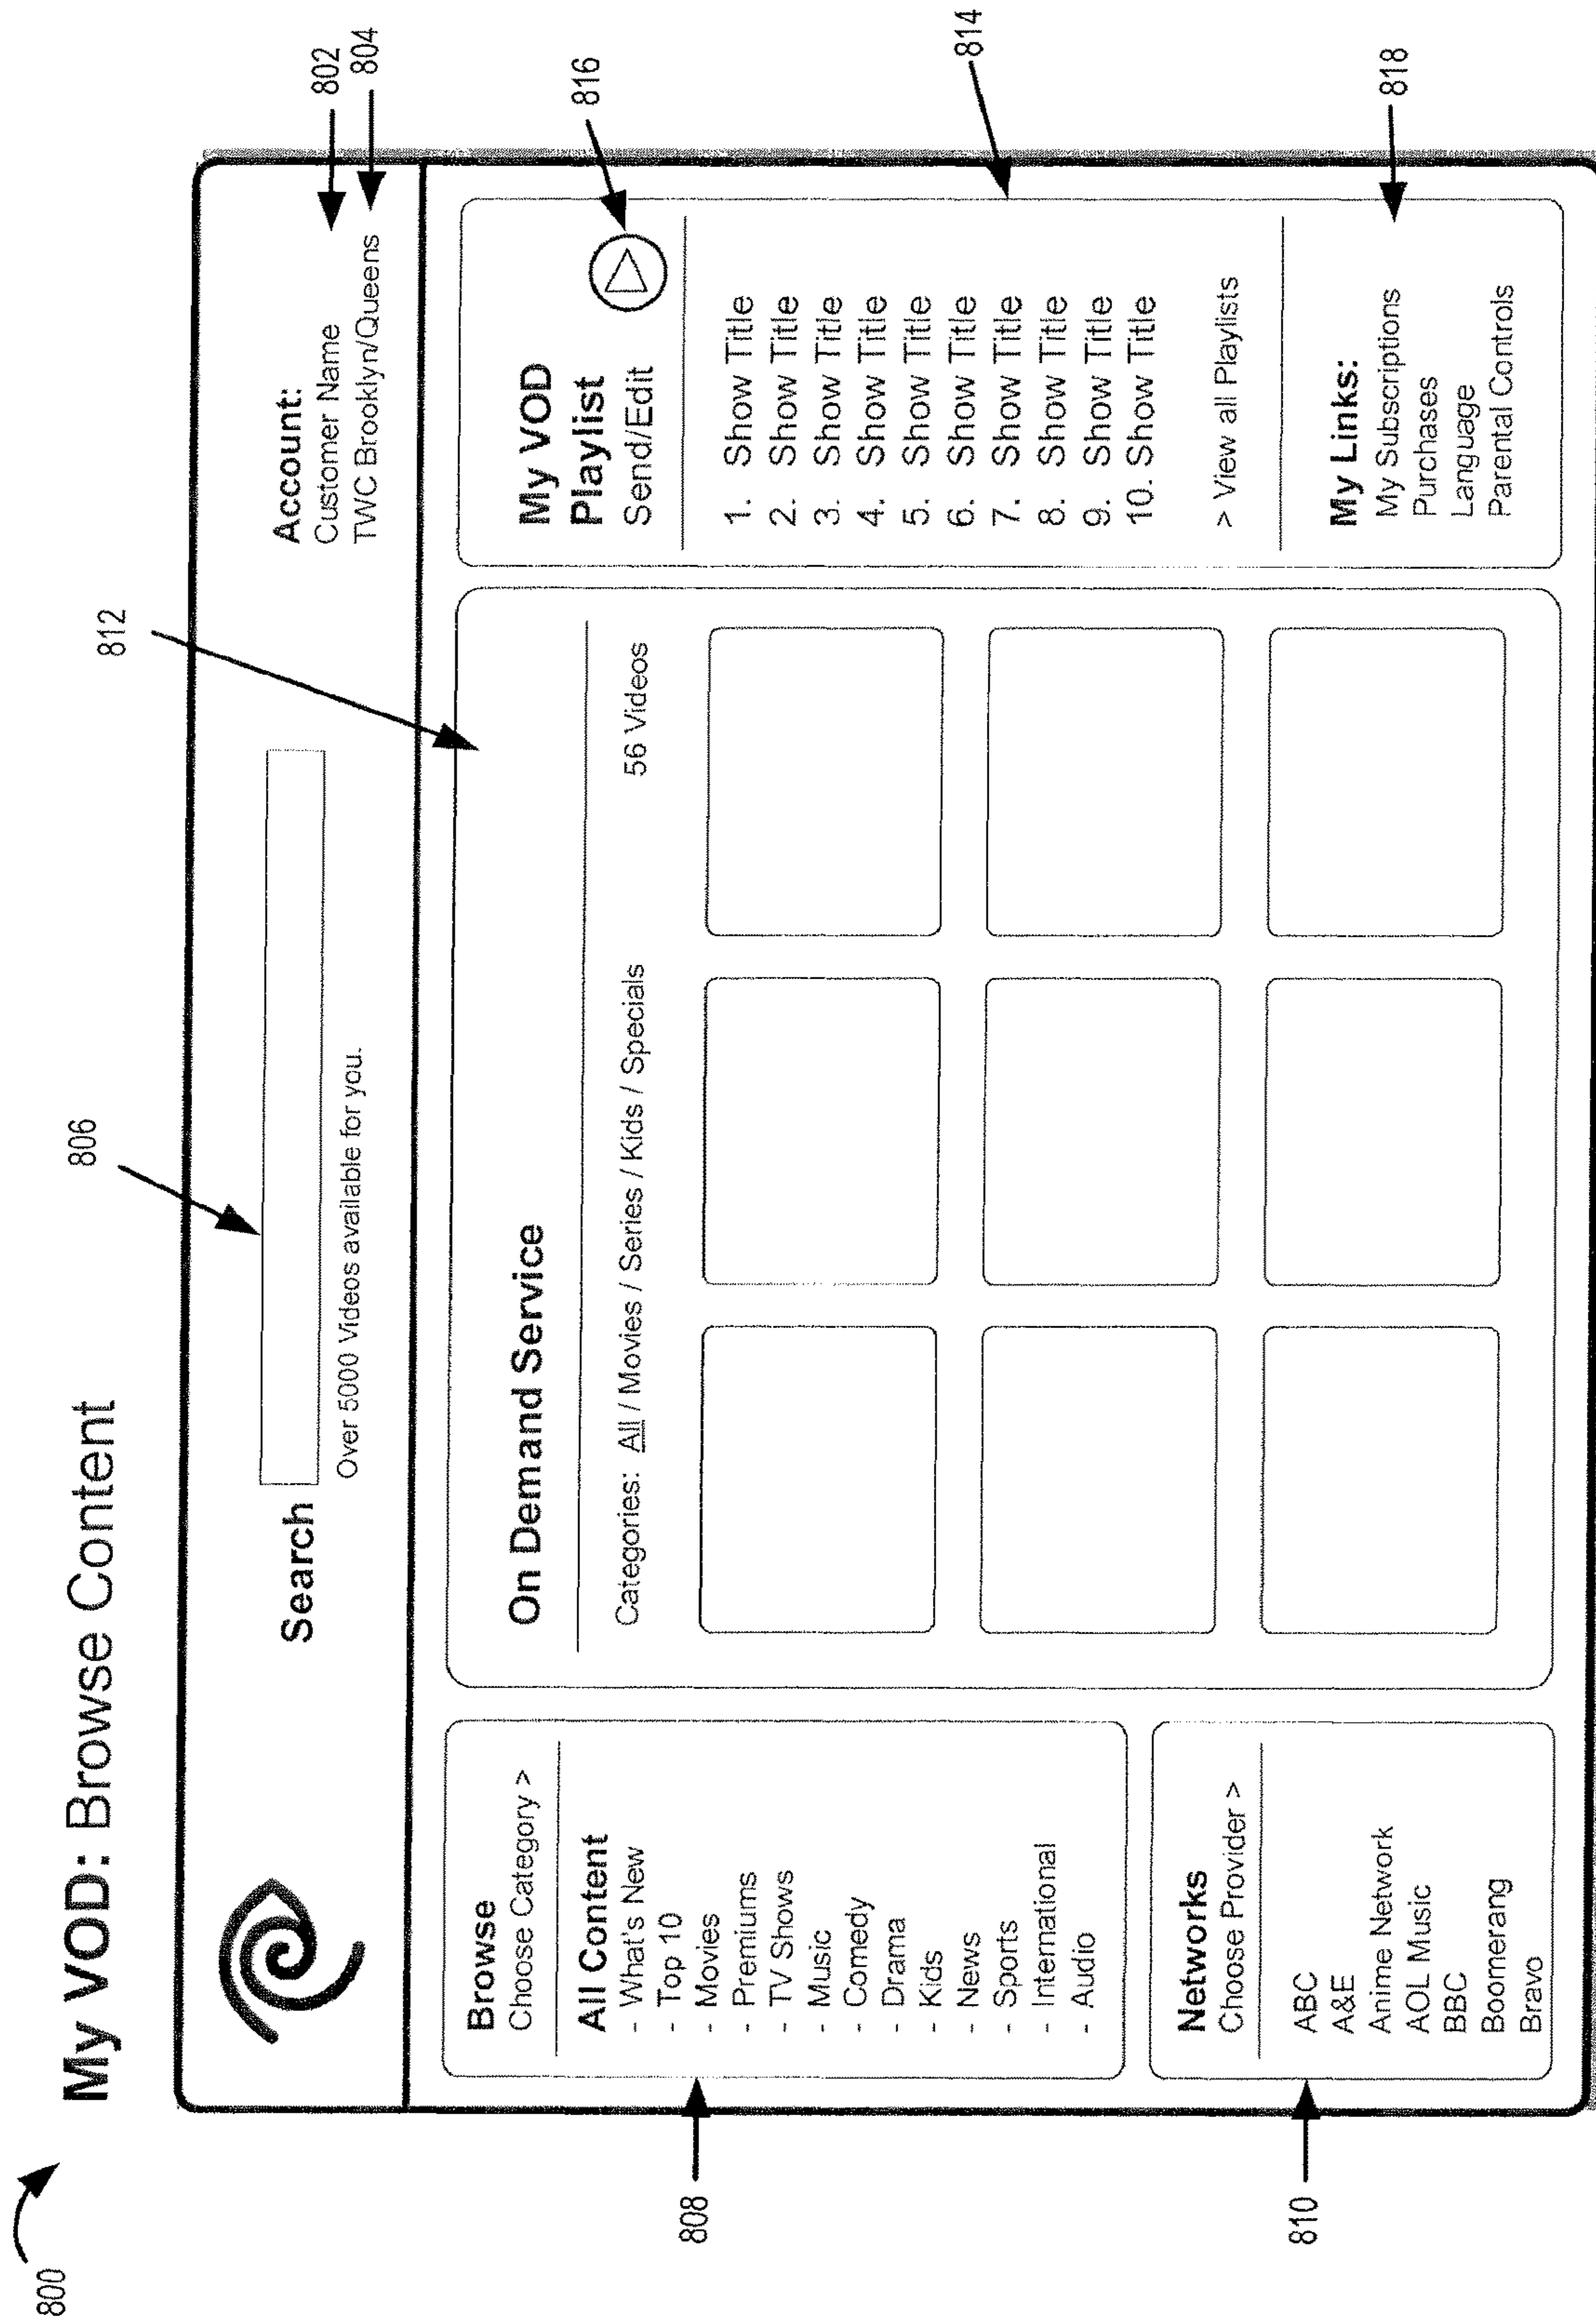 800
My VOD: Browse Content
806
812
802
804
Search
Over 5000 Videos available for you.
Account:
Customer Name
TWC Brooklyn/Queens
Browse
Choose Category >
All Content
- What's New
- Top 10
- Movies
- Premiums
- TV Shows
- Music
- Comedy
- Drama
- Kids
- News
- Sports
- International
- Audio
808
Networks
Choose Provider >
ABC
A&E
Anime Network
AOL Music
BBC
Boomerang
Bravo
810
On Demand Service
Categories: All / Movies / Series / Kids / Specials
56 Videos
My VOD
Playlist
Send/Edit
816
1. Show Title
2. Show Title
3. Show Title
4. Show Title
5. Show Title
6. Show Title
7. Show Title
8. Show Title
9. Show Title
10. Show Title
> View all Playlists
814
My Links:
My Subscriptions
Purchases
Language
Parental Controls
818